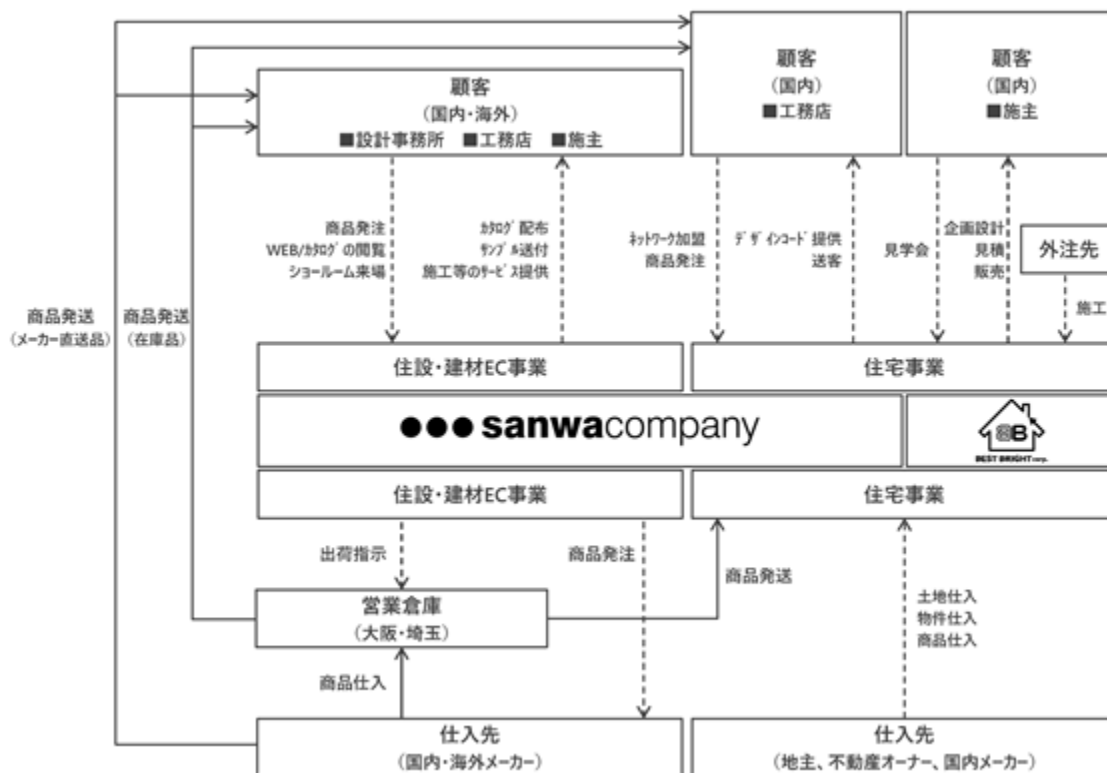 顧客
(国内・海外)
■設計事務所 ■工務店 ■施主
顧客
(国内)
■工務店
顧客
(国内)
■施主
商品発注
WEB/ｶﾀﾛｸﾞの閲覧
ショールーム来場
ｶﾀﾛｸﾞ配布
ｻﾝﾌﾟﾙ送付
施工等のｻｰﾋﾞｽ提供
ﾈｯﾄﾜｰｸ加盟
商品発注
ﾃﾞｻﾞｲﾝｺｰﾄﾞ提供
送客
見学会
企画設計
見積
販売
外注先
施工
商品発送
(メーカー直送品)
商品発送
(在庫品)
住設・建材EC事業
住宅事業
sanwacompany
BB
BEST BRIGHT corp.
住設・建材EC事業
住宅事業
出荷指示
商品発注
商品発送
営業倉庫
(大阪・埼玉)
土地仕入
物件仕入
商品仕入
商品仕入
仕入先
(国内・海外メーカー)
仕入先
(地主、不動産オーナー、国内メーカー)